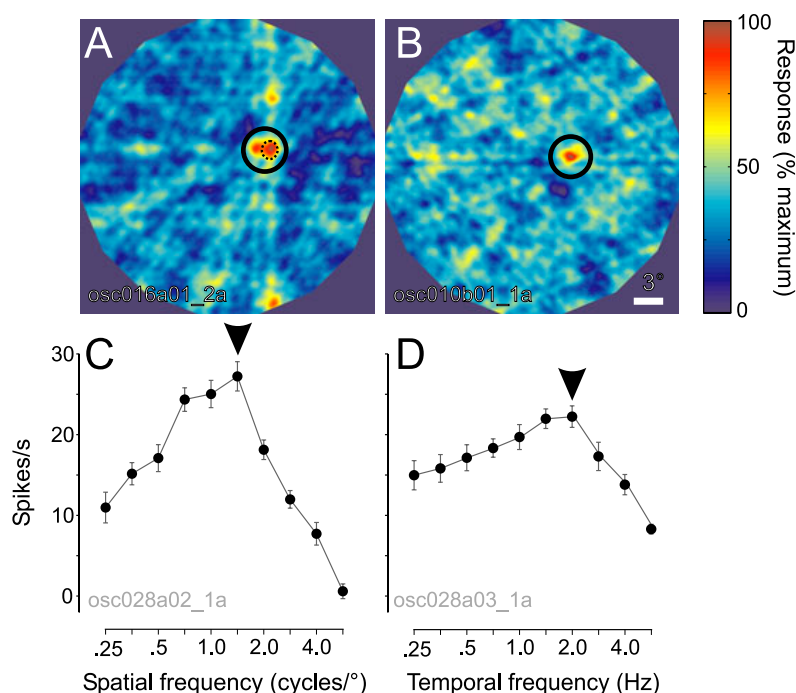 A
B
osc016a01_2a
osc010b01_1a
3°
100
50
0
Response (% maximum)
C
D
30
20
10
0
Spikes/s
osc028a02_1a
osc028a03_1a
.25 .5 1.0 2.0 4.0
.25 .5 1.0 2.0 4.0
Spatial frequency (cycles/°)
Temporal frequency (Hz)